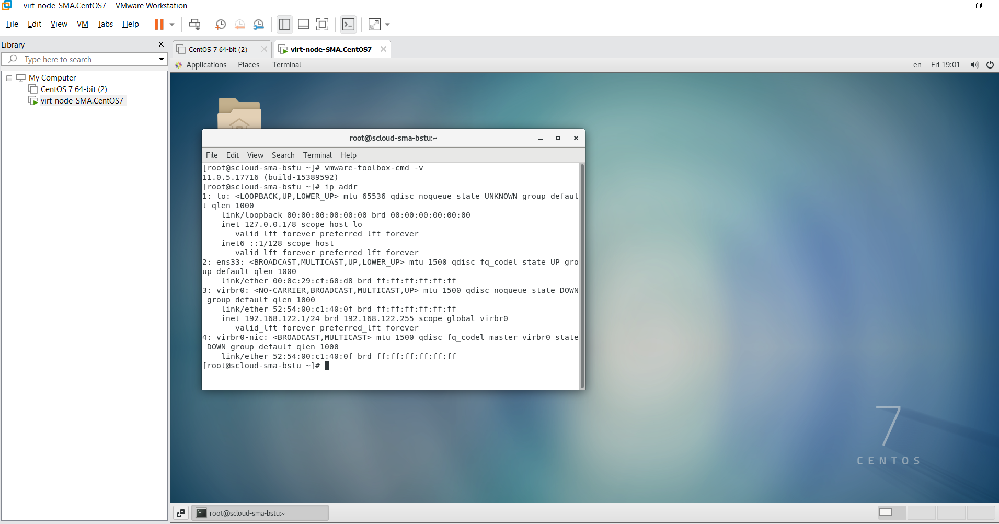 virt-node-SMA.CentOS7 - VMware Workstation
File Edit View VM Tabs Help
Library
Type here to search
My Computer
CentOS 7 64-bit (2)
virt-node-SMA.CentOS7
CentOS 7 64-bit (2) virt-node-SMA.CentOS7
Applications Places Terminal en Fri 19:01
root@scloud-sma-bstu:~
File Edit View Search Terminal Help
[root@scloud-sma-bstu ~]# vmware-toolbox-cmd -v
11.0.5.17716 (build-15389592)
[root@scloud-sma-bstu ~]# ip addr
1: lo: <LOOPBACK,UP,LOWER_UP> mtu 65536 qdisc noqueue state UNKNOWN group defaul
t qlen 1000
    link/loopback 00:00:00:00:00:00 brd 00:00:00:00:00:00
    inet 127.0.0.1/8 scope host lo
       valid_lft forever preferred_lft forever
    inet6 ::1/128 scope host
       valid_lft forever preferred_lft forever
2: ens33: <BROADCAST,MULTICAST,UP,LOWER_UP> mtu 1500 qdisc fq_codel state UP gro
up default qlen 1000
    link/ether 00:0c:29:cf:60:d8 brd ff:ff:ff:ff:ff:ff
3: virbr0: <NO-CARRIER,BROADCAST,MULTICAST,UP> mtu 1500 qdisc noqueue state DOWN
 group default qlen 1000
    link/ether 52:54:00:c1:40:0f brd ff:ff:ff:ff:ff:ff
    inet 192.168.122.1/24 brd 192.168.122.255 scope global virbr0
       valid_lft forever preferred_lft forever
4: virbr0-nic: <BROADCAST,MULTICAST> mtu 1500 qdisc fq_codel master virbr0 state
 DOWN group default qlen 1000
    link/ether 52:54:00:c1:40:0f brd ff:ff:ff:ff:ff:ff
[root@scloud-sma-bstu ~]#
7
CENTOS
root@scloud-sma-bstu:~